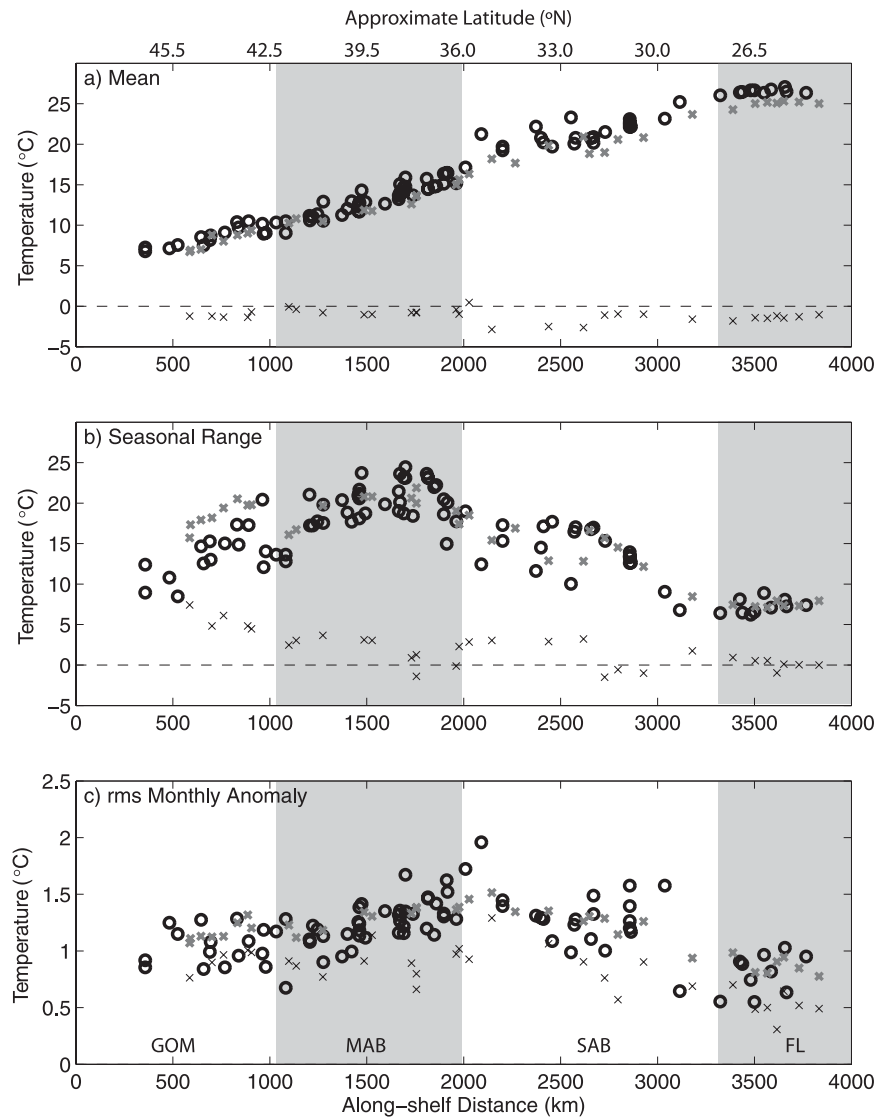 Approximate Latitude (ºN)
45.5 42.5 39.5 36.0 33.0 30.0 26.5
a) Mean
Temperature (°C)
25
20
15
10
5
0
−5
0 500 1000 1500 2000 2500 3000 3500 4000
b) Seasonal Range
Temperature (°C)
25
20
15
10
5
0
−5
0 500 1000 1500 2000 2500 3000 3500 4000
c) rms Monthly Anomaly
Temperature (°C)
2.5
2
1.5
1
0.5
0
GOM MAB SAB FL
0 500 1000 1500 2000 2500 3000 3500 4000
Along−shelf Distance (km)